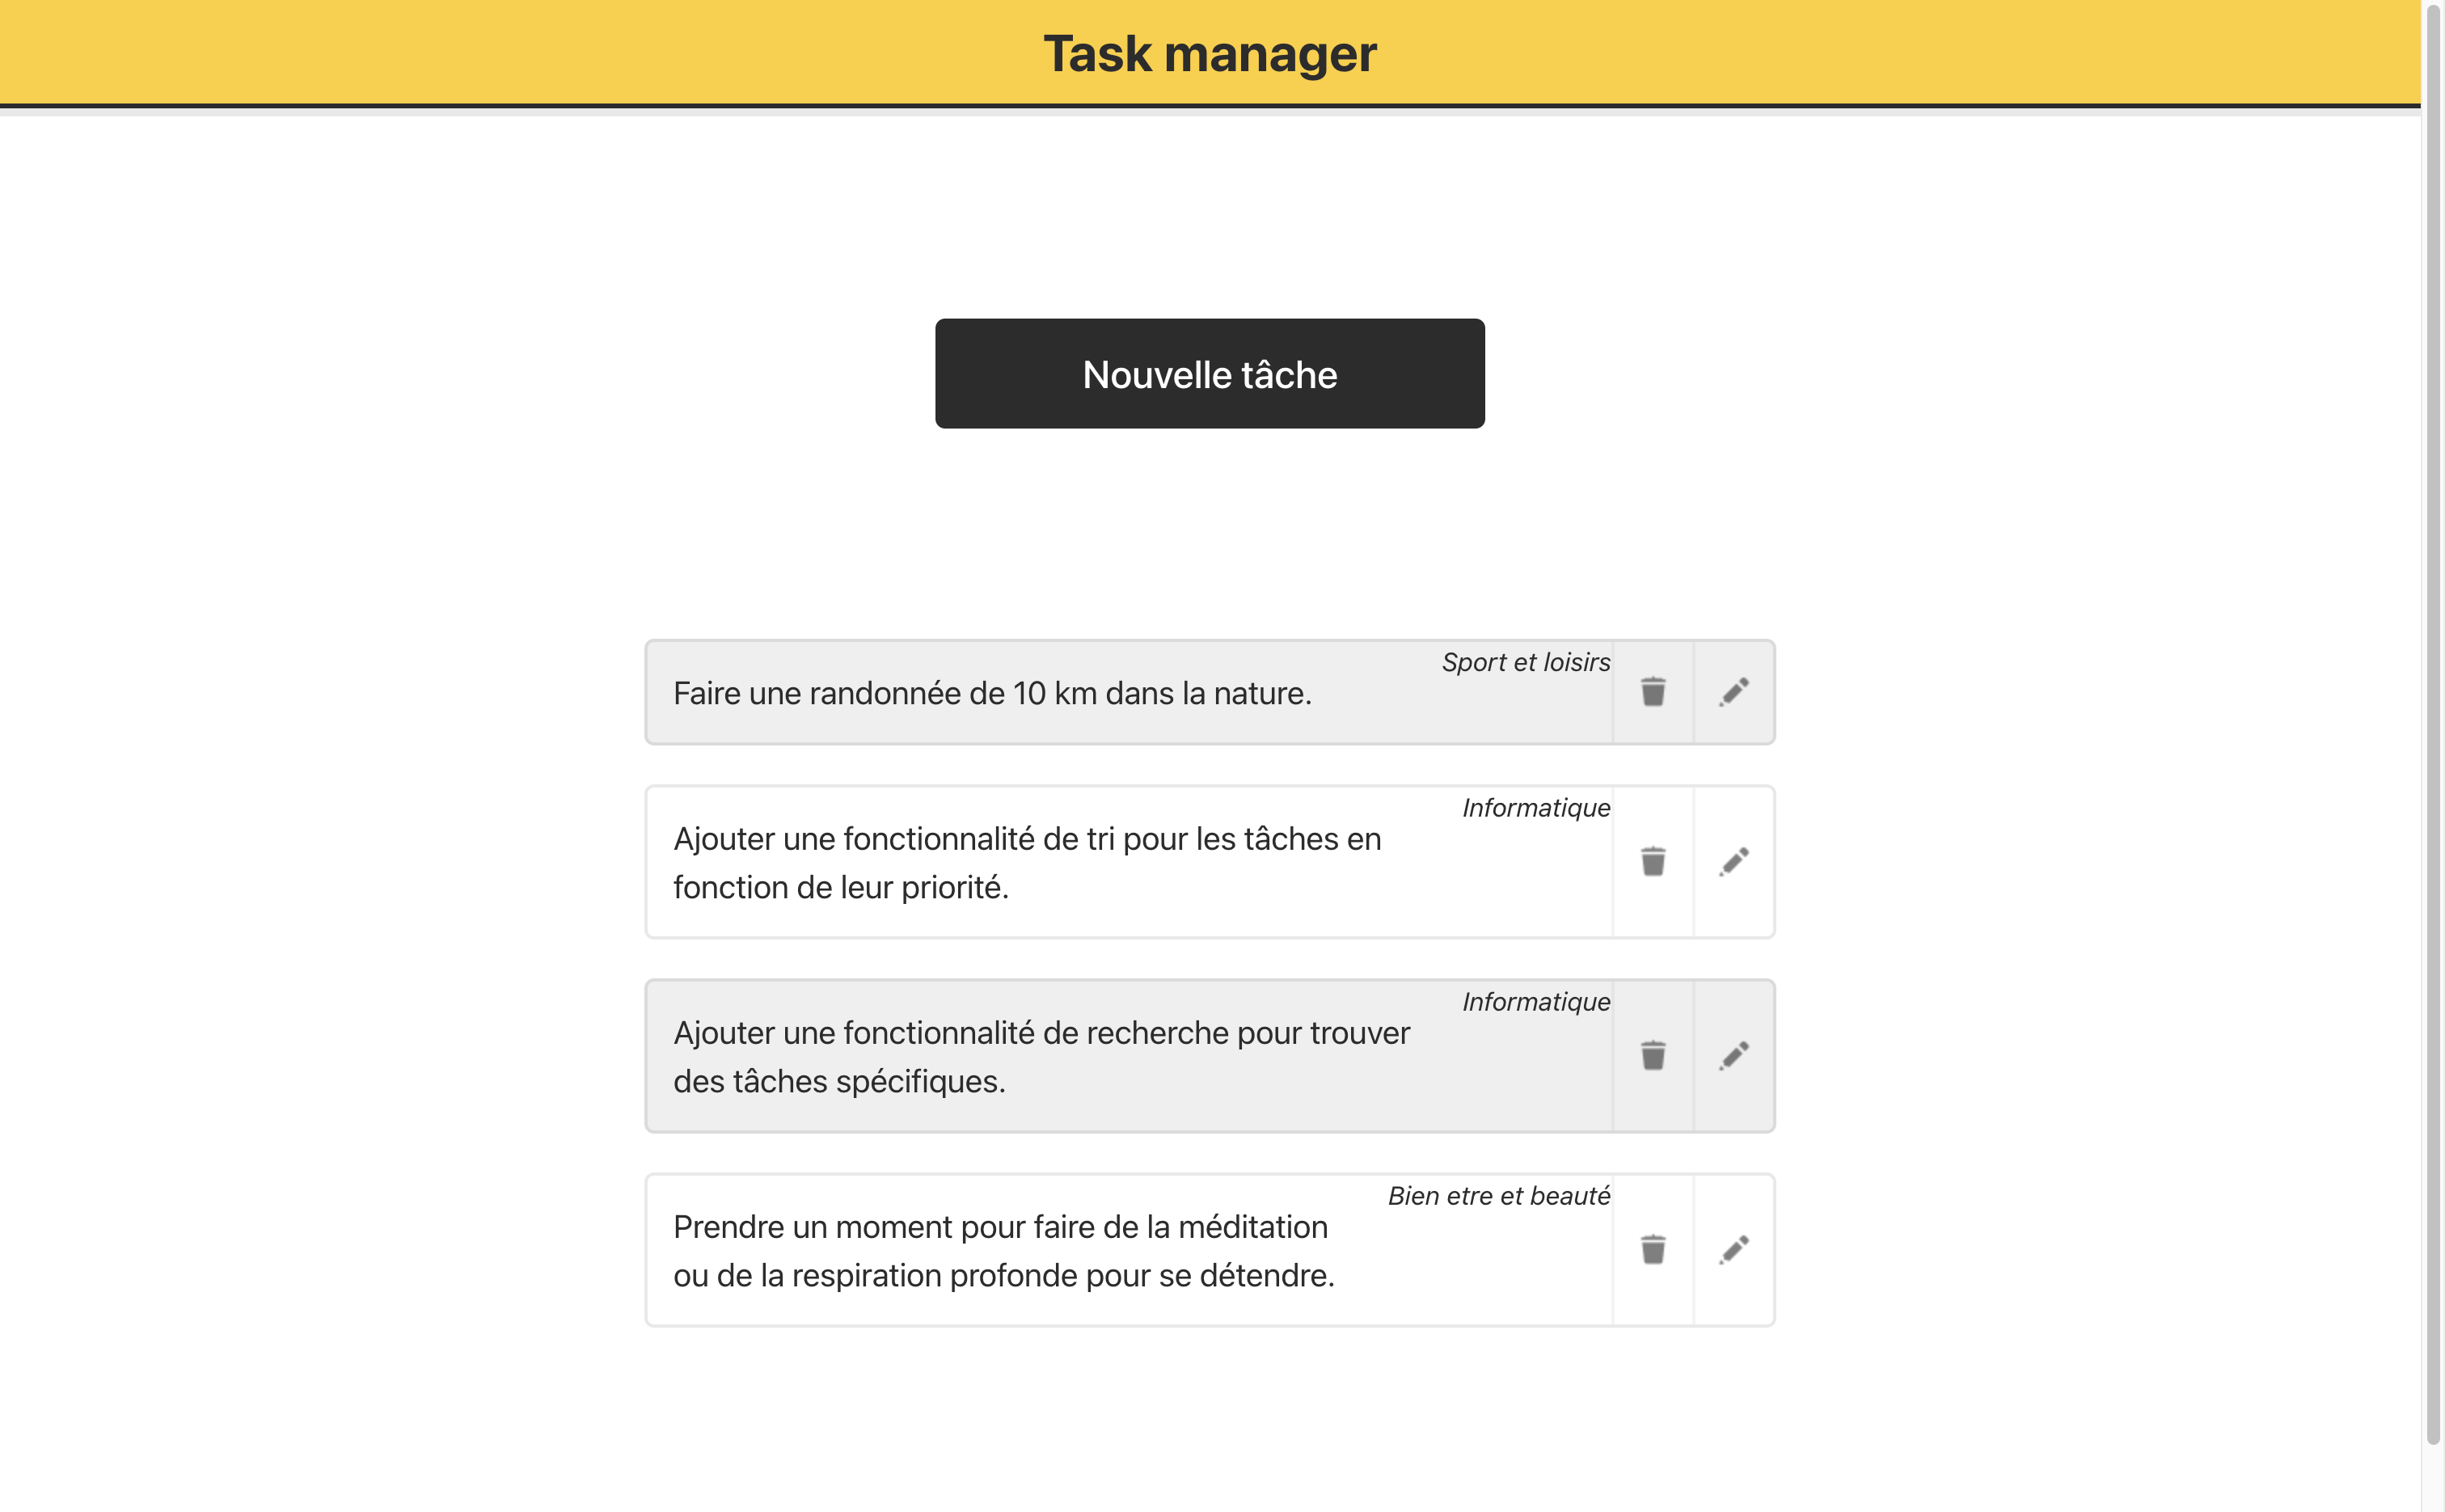 Task manager
Nouvelle tâche
Sport et loisirs
Faire une randonnée de 10 km dans la nature.
Informatique
Ajouter une fonctionnalité de tri pour les tâches en
fonction de leur priorité.
Informatique
Ajouter une fonctionnalité de recherche pour trouver
des tâches spécifiques.
Bien etre et beauté
Prendre un moment pour faire de la méditation
ou de la respiration profonde pour se détendre.